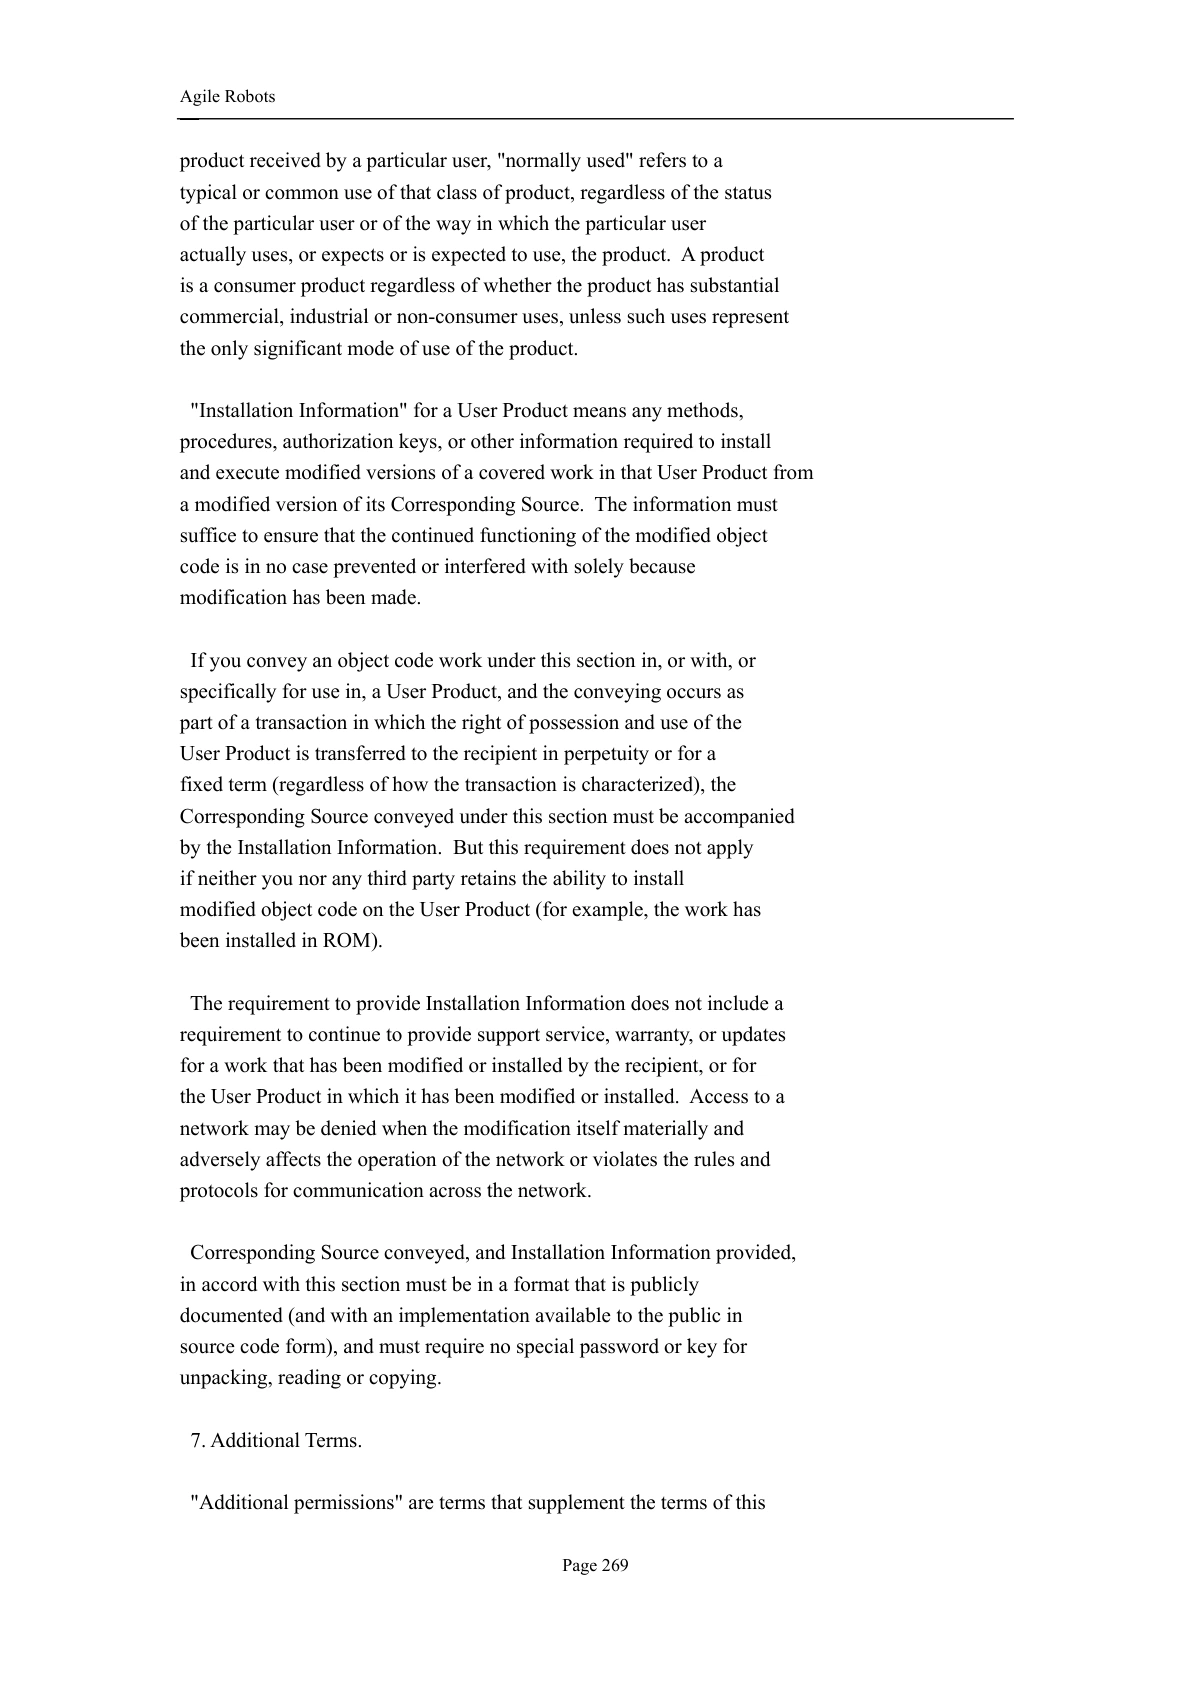 Agile Robots
product received by a particular user, "normally used" refers to a
typical or common use of that class of product, regardless of the status
of the particular user or of the way in which the particular user
actually uses, or expects or is expected to use, the product.  A product
is a consumer product regardless of whether the product has substantial
commercial, industrial or non-consumer uses, unless such uses represent
the only significant mode of use of the product.
"Installation Information" for a User Product means any methods,
procedures, authorization keys, or other information required to install
and execute modified versions of a covered work in that User Product from
a modified version of its Corresponding Source.  The information must
suffice to ensure that the continued functioning of the modified object
code is in no case prevented or interfered with solely because
modification has been made.
If you convey an object code work under this section in, or with, or
specifically for use in, a User Product, and the conveying occurs as
part of a transaction in which the right of possession and use of the
User Product is transferred to the recipient in perpetuity or for a
fixed term (regardless of how the transaction is characterized), the
Corresponding Source conveyed under this section must be accompanied
by the Installation Information.  But this requirement does not apply
if neither you nor any third party retains the ability to install
modified object code on the User Product (for example, the work has
been installed in ROM).
The requirement to provide Installation Information does not include a
requirement to continue to provide support service, warranty, or updates
for a work that has been modified or installed by the recipient, or for
the User Product in which it has been modified or installed.  Access to a
network may be denied when the modification itself materially and
adversely affects the operation of the network or violates the rules and
protocols for communication across the network.
Corresponding Source conveyed, and Installation Information provided,
in accord with this section must be in a format that is publicly
documented (and with an implementation available to the public in
source code form), and must require no special password or key for
unpacking, reading or copying.
7. Additional Terms.
"Additional permissions" are terms that supplement the terms of this
Page 269